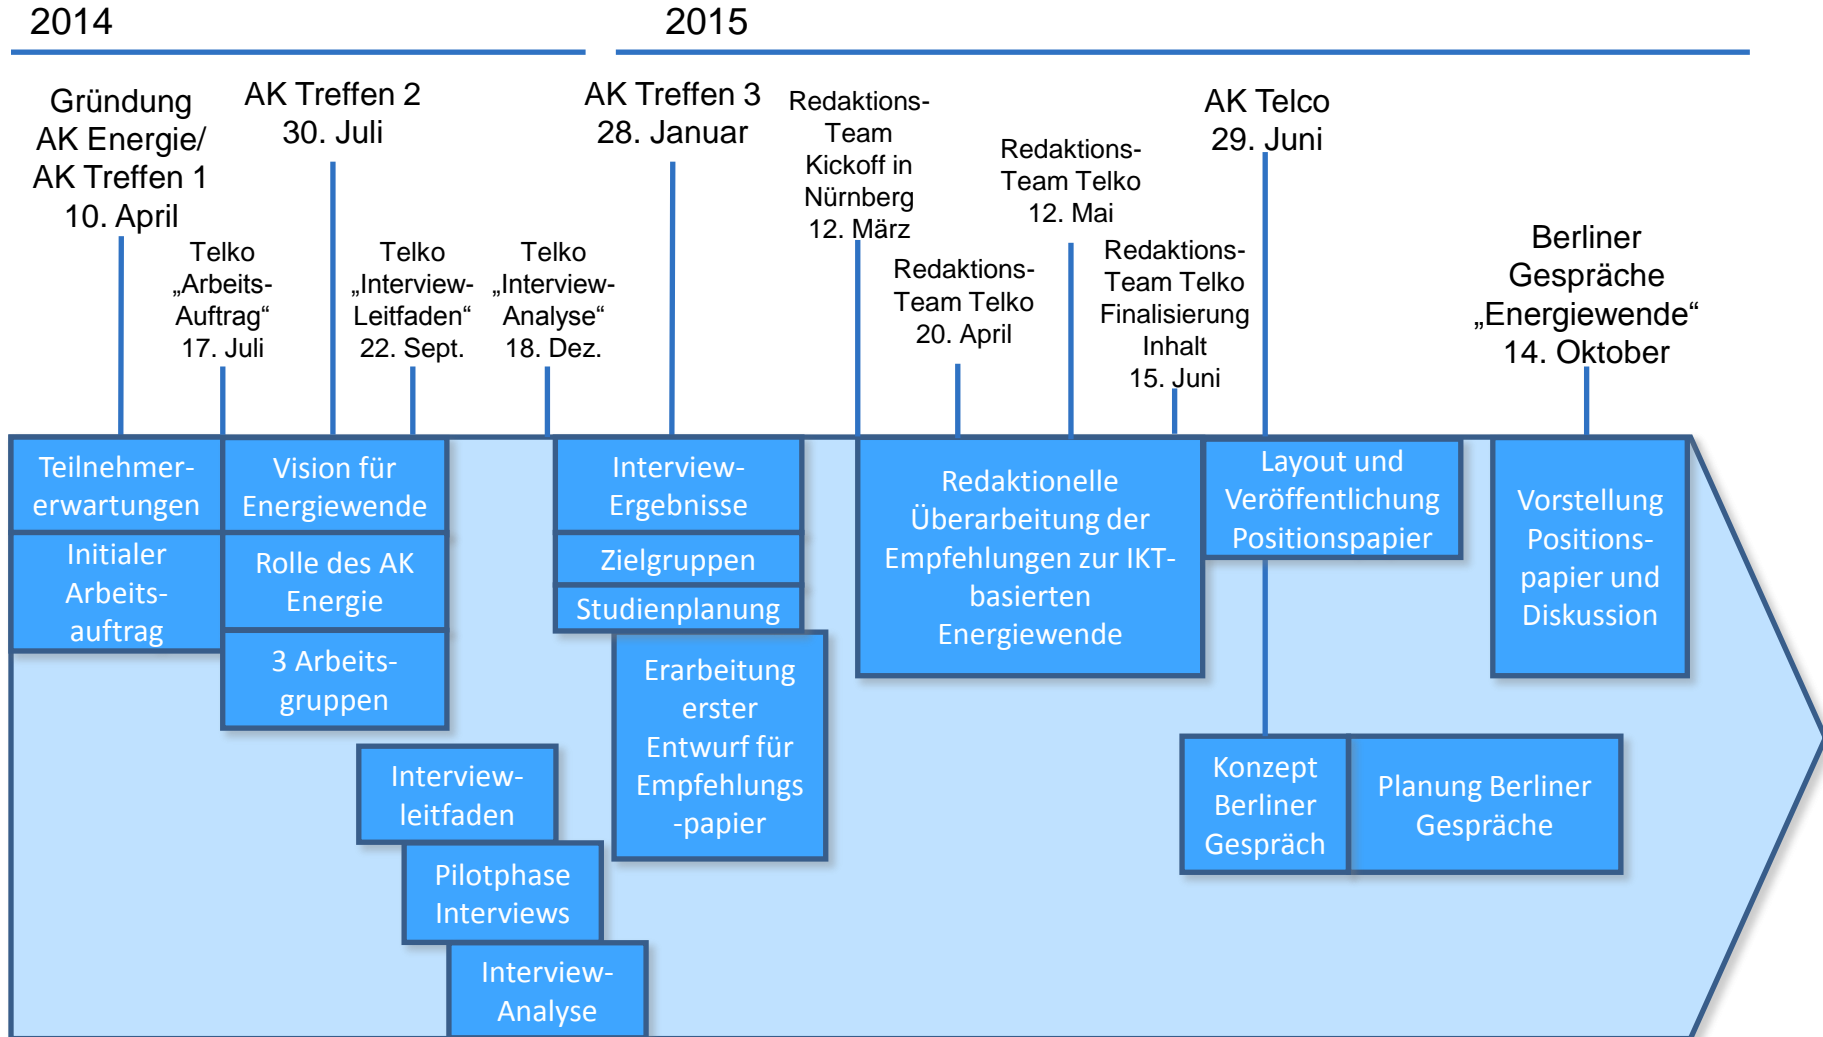 2014
2015
Gründung
AK Energie/
AK Treffen 1
10. April
Telko
„Arbeits-
Auftrag“
17. Juli
AK Treffen 2
30. Juli
Telko
„Interview-
Leitfaden“
22. Sept.
Telko
„Interview-
Analyse“
18. Dez.
AK Treffen 3
28. Januar
Redaktions-
Team
Kickoff in
Nürnberg
12. März
Redaktions-
Team Telko
20. April
Redaktions-
Team Telko
12. Mai
Redaktions-
Team Telko
Finalisierung
Inhalt
15. Juni
AK Telco
29. Juni
Berliner
Gespräche
„Energiewende“
14. Oktober
Teilnehmer-
erwartungen
Initialer
Arbeits-
auftrag
Vision für
Energiewende
Rolle des AK
Energie
3 Arbeits-
gruppen
Interview-
leitfaden
Pilotphase
Interviews
Interview-
Analyse
Interview-
Ergebnisse
Zielgruppen
Studienplanung
Erarbeitung
erster
Entwurf für
Empfehlungs
-papier
Redaktionelle
Überarbeitung der
Empfehlungen zur IKT-
basierten
Energiewende
Layout und
Veröffentlichung
Positionspapier
Konzept
Berliner
Gespräch
Planung Berliner
Gespräche
Vorstellung
Positions-
papier und
Diskussion